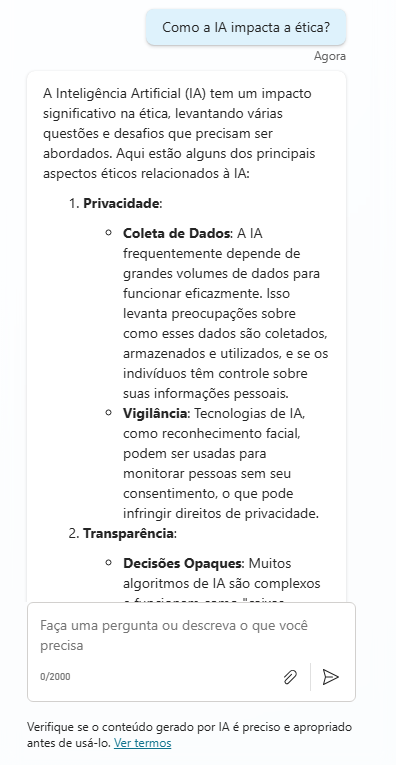 Como a IA impacta a ética?
Agora
A Inteligência Artificial (IA) tem um impacto
significativo na ética, levantando várias
questões e desafios que precisam ser
abordados. Aqui estão alguns dos principais
aspectos éticos relacionados à IA:
1. Privacidade:
Coleta de Dados: A IA
frequentemente depende de
grandes volumes de dados para
funcionar eficazmente. Isso
levanta preocupações sobre
como esses dados são coletados,
armazenados e utilizados, e se os
indivíduos têm controle sobre
suas informações pessoais.
Vigilância: Tecnologias de IA,
como reconhecimento facial,
podem ser usadas para
monitorar pessoas sem seu
consentimento, o que pode
infringir direitos de privacidade.
2. Transparência:
Decisões Opaques: Muitos
algoritmos de IA são complexos
Faça uma pergunta ou descreva o que você
precisa
0/2000
Verifique se o conteúdo gerado por IA é preciso e apropriado
antes de usá-lo. Ver termos